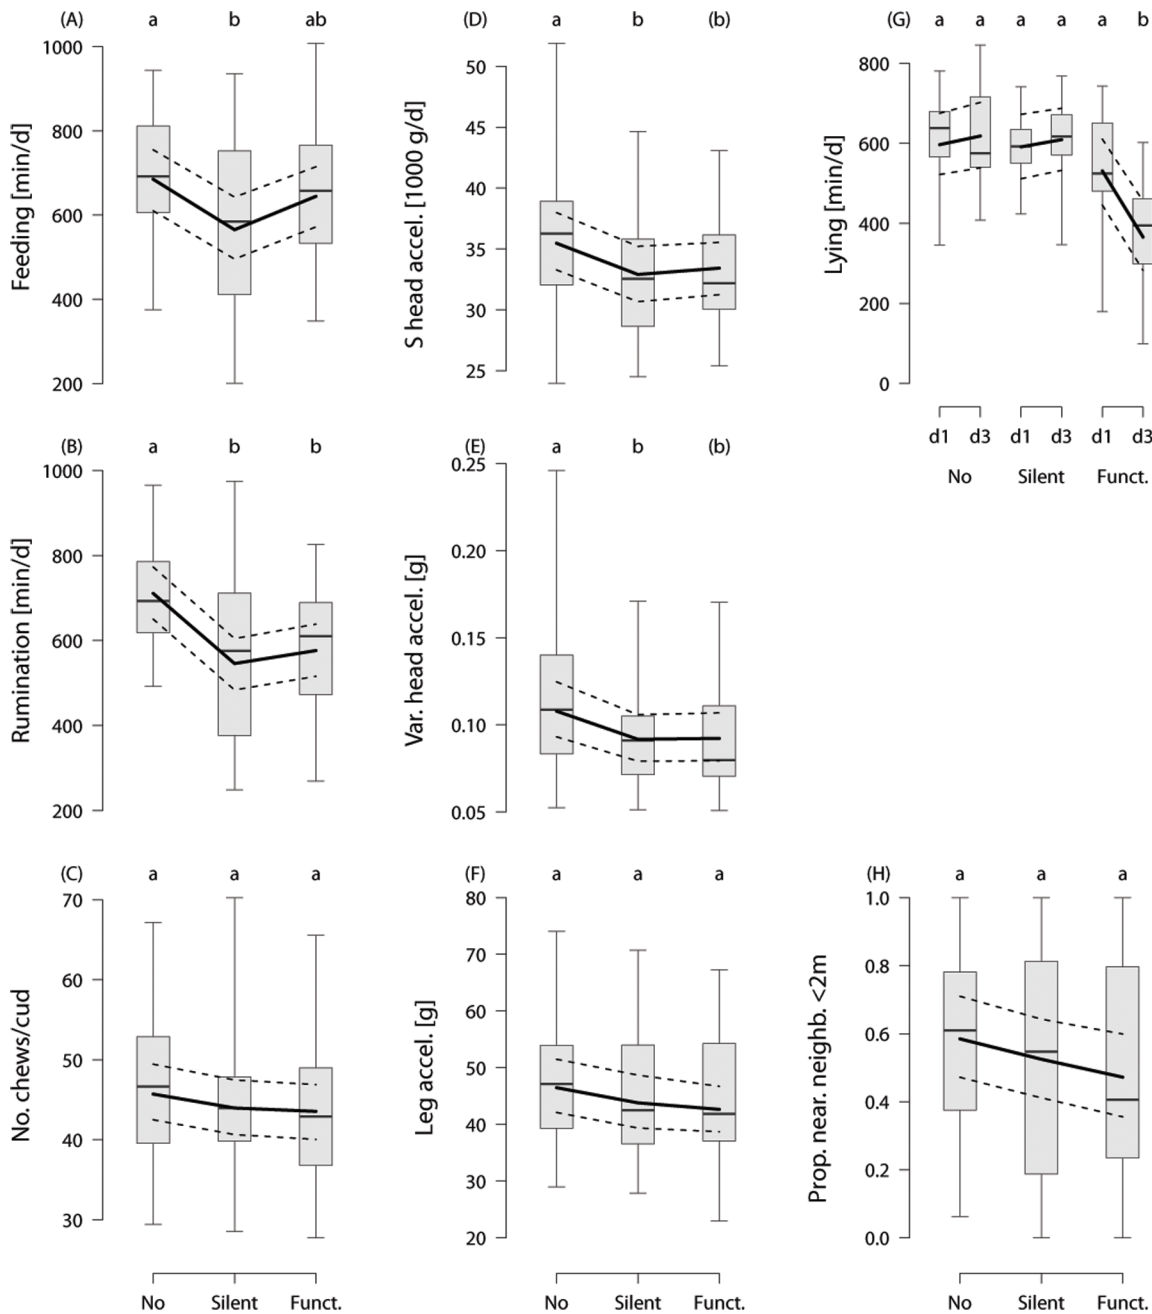 (A) a b ab
Feeding [min/d]
1000
800
600
400
200
(B) a b b
Rumination [min/d]
1000
800
600
400
200
(C) a a a
No. chews/cud
70
60
50
40
30
No Silent Funct.
(D) a b (b)
S head accel. [1000 g/d]
50
45
40
35
30
25
(E) a b (b)
Var. head accel. [g]
0.25
0.20
0.15
0.10
0.05
(F) a a a
Leg accel. [g]
80
70
60
50
40
30
20
No Silent Funct.
(G) a a a a a b
Lying [min/d]
800
600
400
200
0
d1 d3 d1 d3 d1 d3
No Silent Funct.
(H) a a a
Prop. near. neighb. <2m
1.0
0.8
0.6
0.4
0.2
0.0
No Silent Funct.